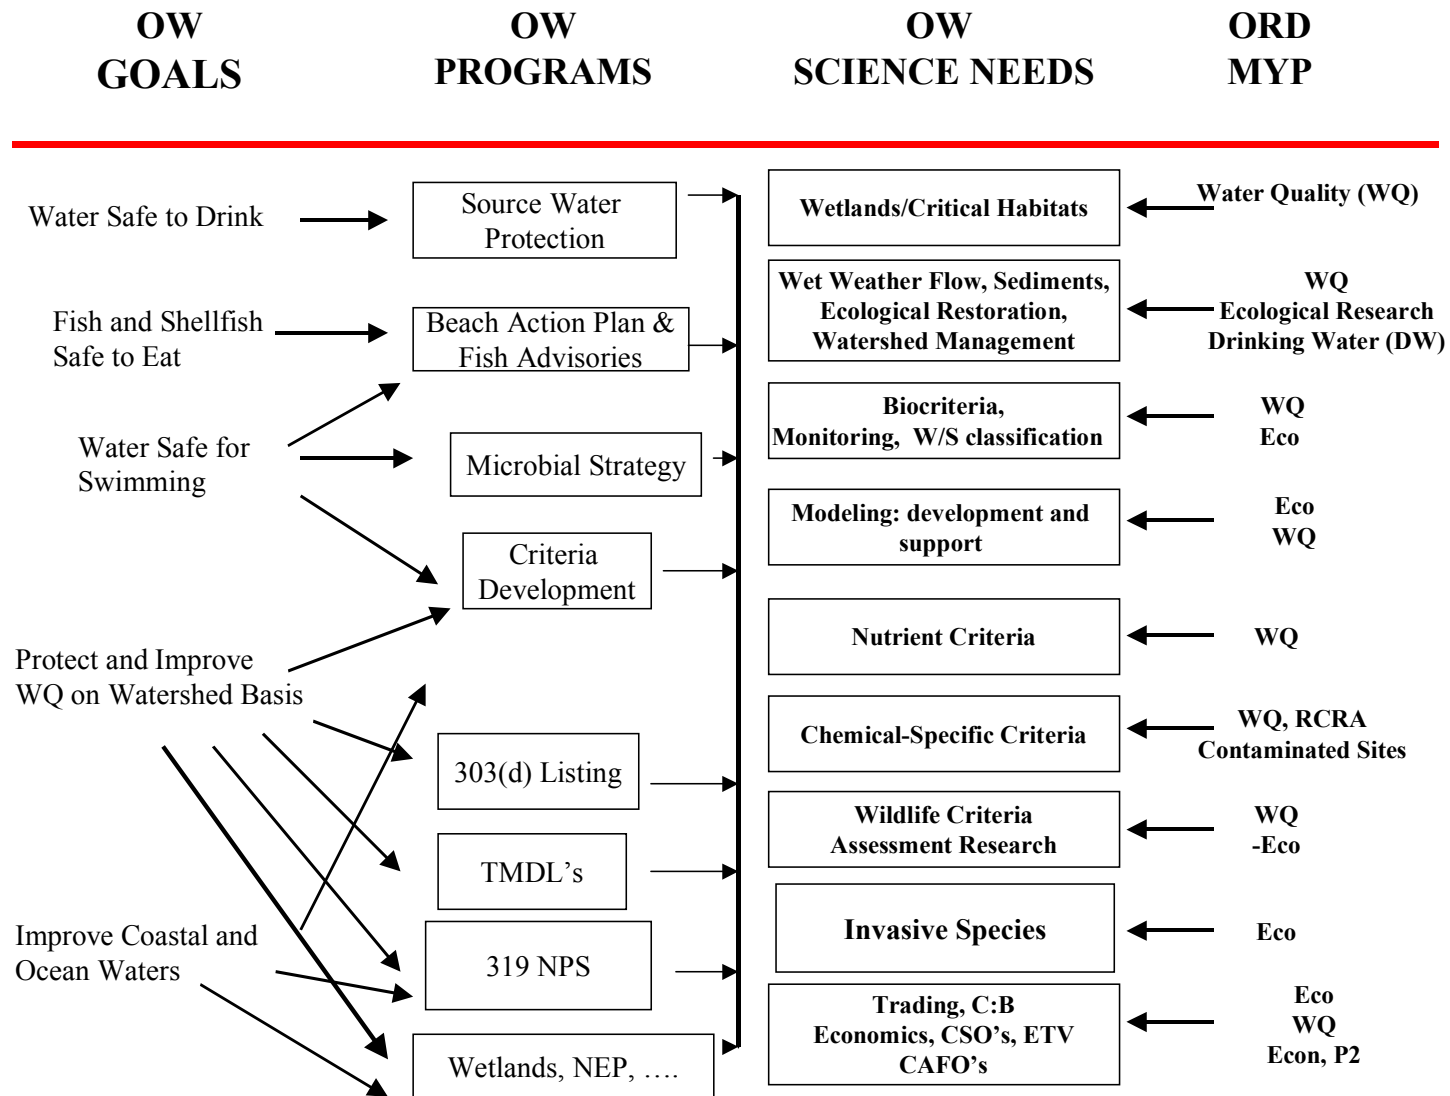 OW
GOALS
OW
PROGRAMS
OW
SCIENCE NEEDS
ORD
MYP
Water Safe to Drink
Fish and Shellfish
Safe to Eat
Water Safe for
Swimming
Protect and Improve
WQ on Watershed Basis
Improve Coastal and
Ocean Waters
Source Water
Protection
Beach Action Plan &
Fish Advisories
Microbial Strategy
Criteria
Development
303(d) Listing
TMDL's
319 NPS
Wetlands, NEP, ….
Wetlands/Critical Habitats
Wet Weather Flow, Sediments,
Ecological Restoration,
Watershed Management
Biocriteria,
Monitoring, W/S classification
Modeling: development and
support
Nutrient Criteria
Chemical-Specific Criteria
Wildlife Criteria
Assessment Research
Invasive Species
Trading, C:B
Economics, CSO's, ETV
CAFO's
Water Quality (WQ)
WQ
Ecological Research
Drinking Water (DW)
WQ
Eco
Eco
WQ
WQ
WQ, RCRA
Contaminated Sites
WQ
-Eco
Eco
Eco
WQ
Econ, P2